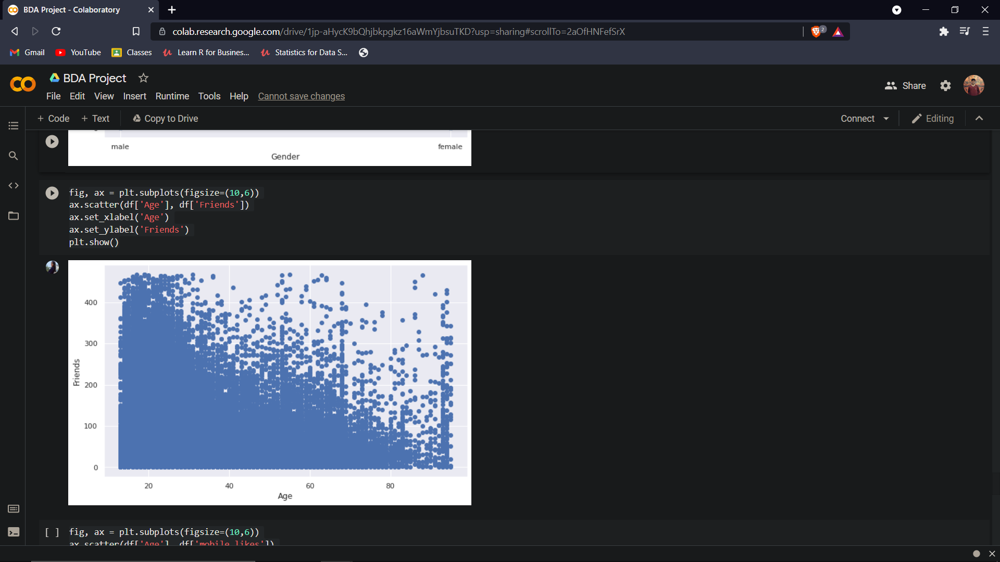 BDA Project - Colaboratory
colab.research.google.com/drive/1jp-aHycK9bQhjbkpgkz16aWmYjbsuTKD?usp=sharing#scrollTo=2aOfHNFefSrX
2
Gmail YouTube Classes Learn R for Busines... Statistics for Data S...
BDA Project
File Edit View Insert Runtime Tools Help Cannot save changes
Share
+ Code + Text Copy to Drive
Connect Editing
male female
Gender
fig, ax = plt.subplots(figsize=(10,6))
ax.scatter(df['Age'], df['Friends'])
ax.set_xlabel('Age')
ax.set_ylabel('Friends')
plt.show()
400
300
200
100
0
Friends
20 40 60 80
Age
[ ] fig, ax = plt.subplots(figsize=(10,6))
ax.scatter(df['Age'], df['mobile_likes'])